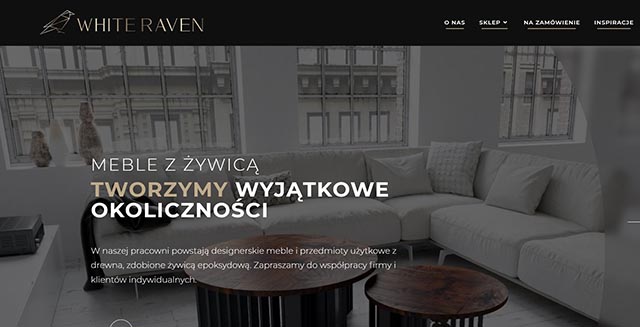 WHITE RAVEN
O NAS SKLEP NA ZAMÓWIENIE INSPIRACJE
MEBLE Z ŻYWICĄ
TWORZYMY WYJĄTKOWE
OKOLICZNOŚCI
W naszej pracowni powstają designerskie meble i przedmioty użytkowe z
drewna, zdobione żywicą epoksydową. Zapraszamy do współpracy firmy i
klientów indywidualnych.